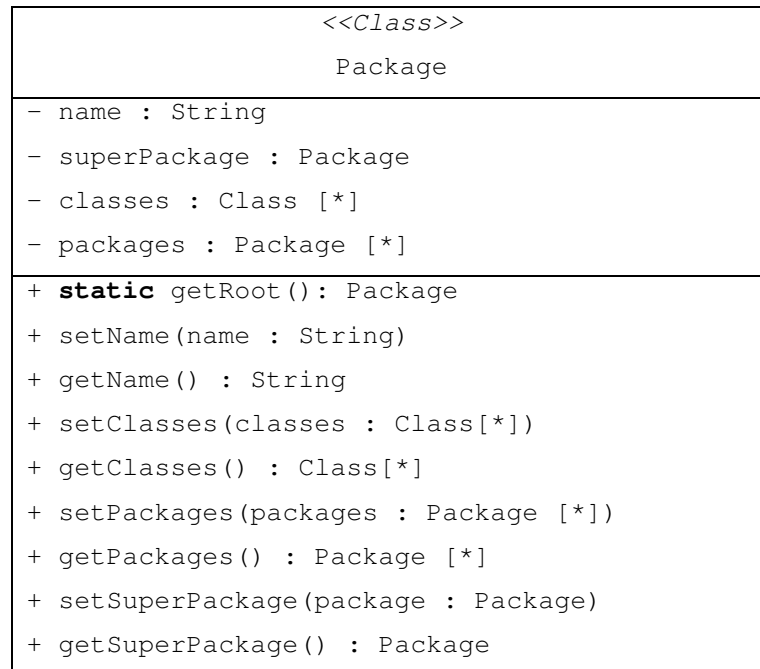 <<Class>>
Package
- name : String
- superPackage : Package
- classes : Class [*]
- packages : Package [*]
+ static getRoot(): Package
+ setName(name : String)
+ getName() : String
+ setClasses(classes : Class[*])
+ getClasses() : Class[*]
+ setPackages(packages : Package [*])
+ getPackages() : Package [*]
+ setSuperPackage(package : Package)
+ getSuperPackage() : Package